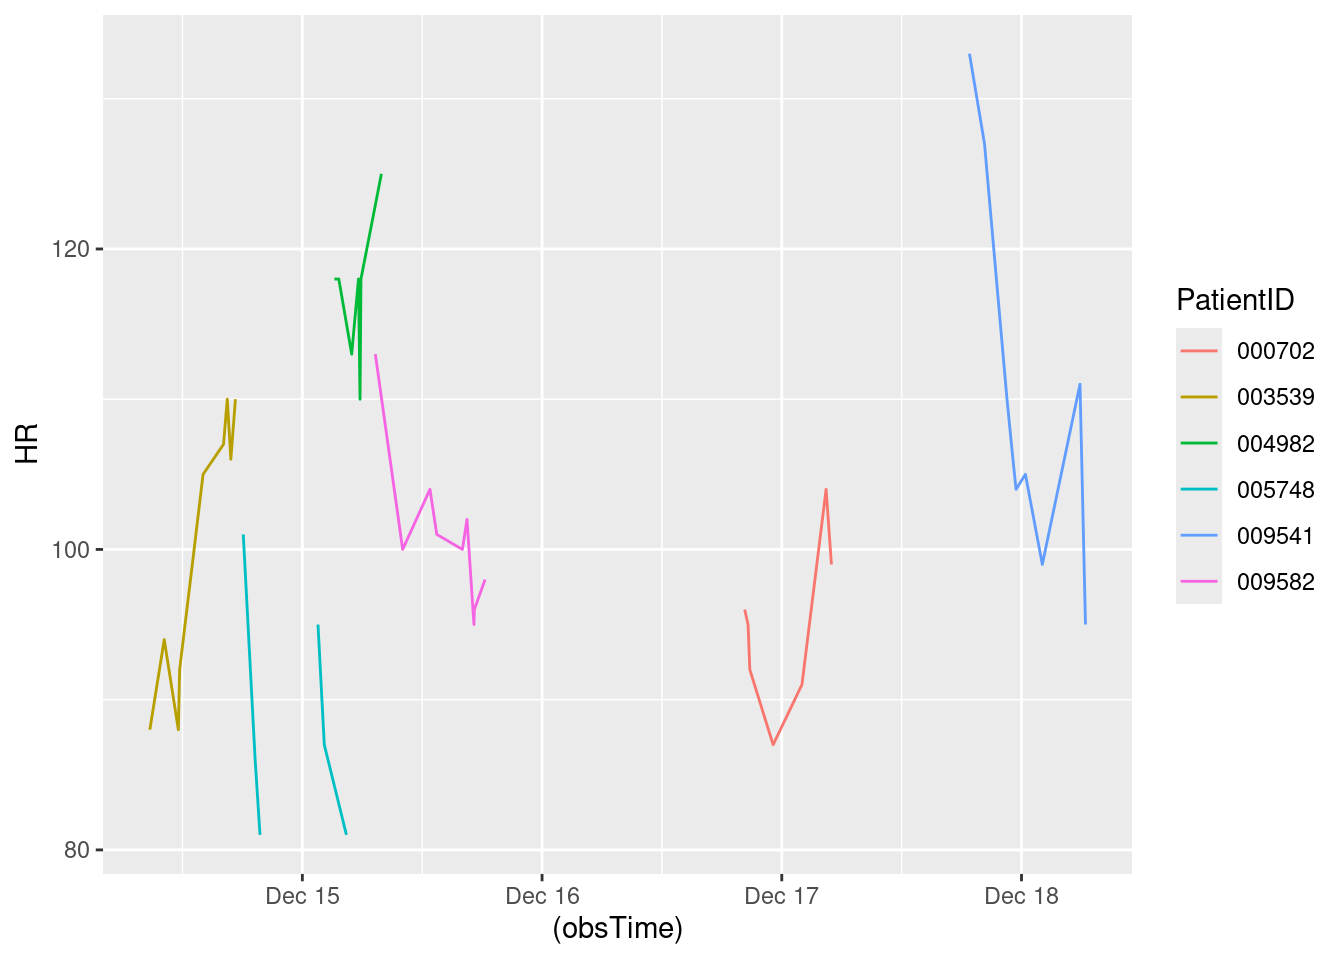 120
100
80
HR
Dec 15
Dec 16
Dec 17
Dec 18
(obsTime)
PatientID
000702
003539
004982
005748
009541
009582